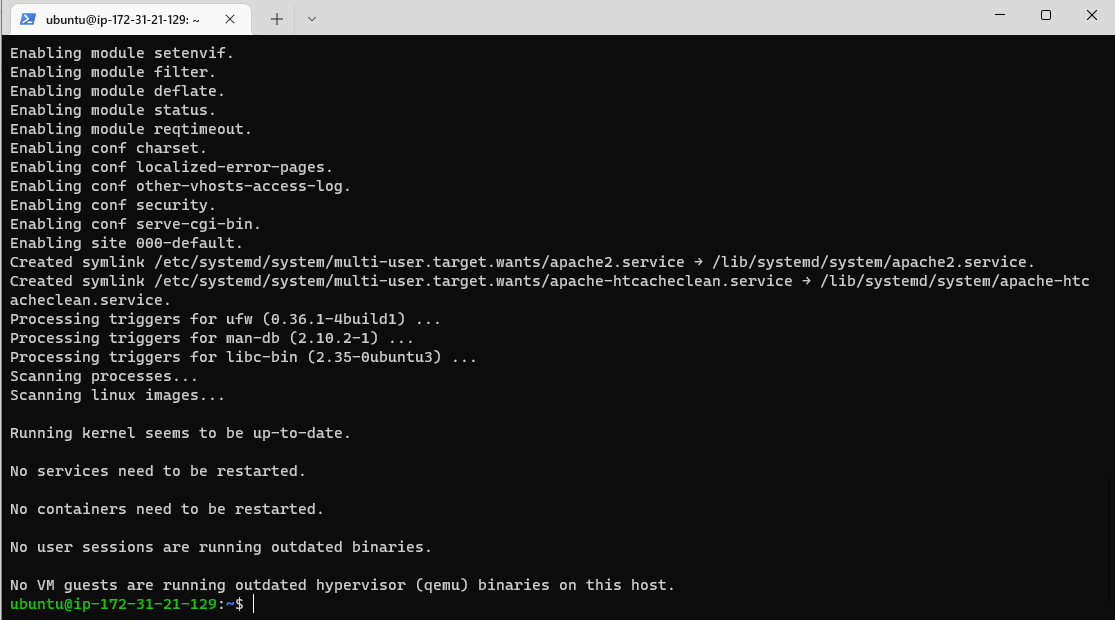 ubuntu@ip-172-31-21-129: ~
Enabling module setenvif.
Enabling module filter.
Enabling module deflate.
Enabling module status.
Enabling module reqtimeout.
Enabling conf charset.
Enabling conf localized-error-pages.
Enabling conf other-vhosts-access-log.
Enabling conf security.
Enabling conf serve-cgi-bin.
Enabling site 000-default.
Created symlink /etc/systemd/system/multi-user.target.wants/apache2.service → /lib/systemd/system/apache2.service.
Created symlink /etc/systemd/system/multi-user.target.wants/apache-htcacheclean.service → /lib/systemd/system/apache-htc
acheclean.service.
Processing triggers for ufw (0.36.1-4build1) ...
Processing triggers for man-db (2.10.2-1) ...
Processing triggers for libc-bin (2.35-0ubuntu3) ...
Scanning processes...
Scanning linux images...
Running kernel seems to be up-to-date.
No services need to be restarted.
No containers need to be restarted.
No user sessions are running outdated binaries.
No VM guests are running outdated hypervisor (qemu) binaries on this host.
ubuntu@ip-172-31-21-129:~$